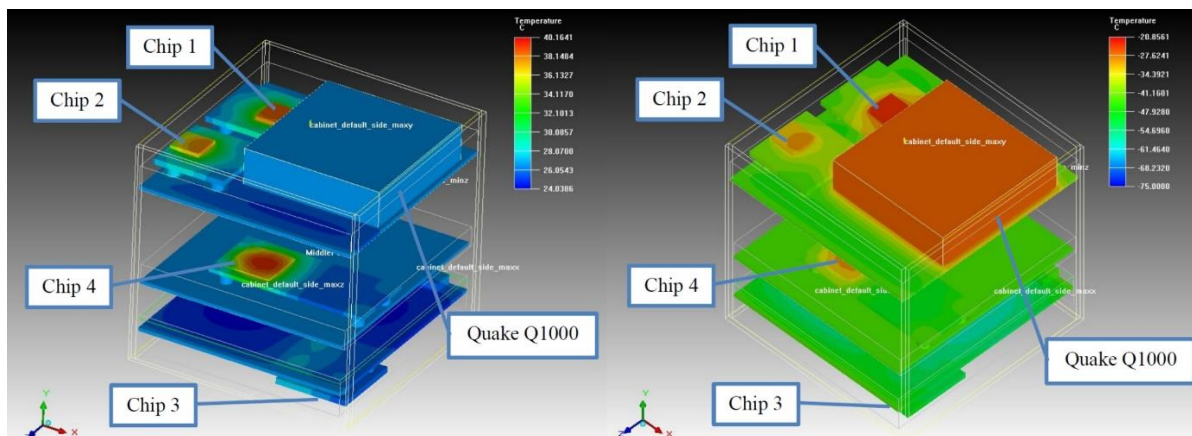 Temperature
C
40.1641
38.1484
36.1327
34.1170
32.1013
30.0857
28.0700
26.0543
24.0386
Chip 1
Chip 2
cabinet_default_side_maxy
minz
Chip 4
cabinet_default_side_maxx
cabinet_default_side_maxz
Quake Q1000
Chip 3
Y
Z
X
Temperature
C
-20.8561
-27.6241
-34.3921
-41.1601
-47.9280
-54.6960
-61.4640
-68.2320
-75.0000
Chip 1
Chip 2
cabinet_default_side_maxy
minz
Chip 4
cabinet_default_side_maxx
Quake Q1000
Chip 3
Y
Z
X